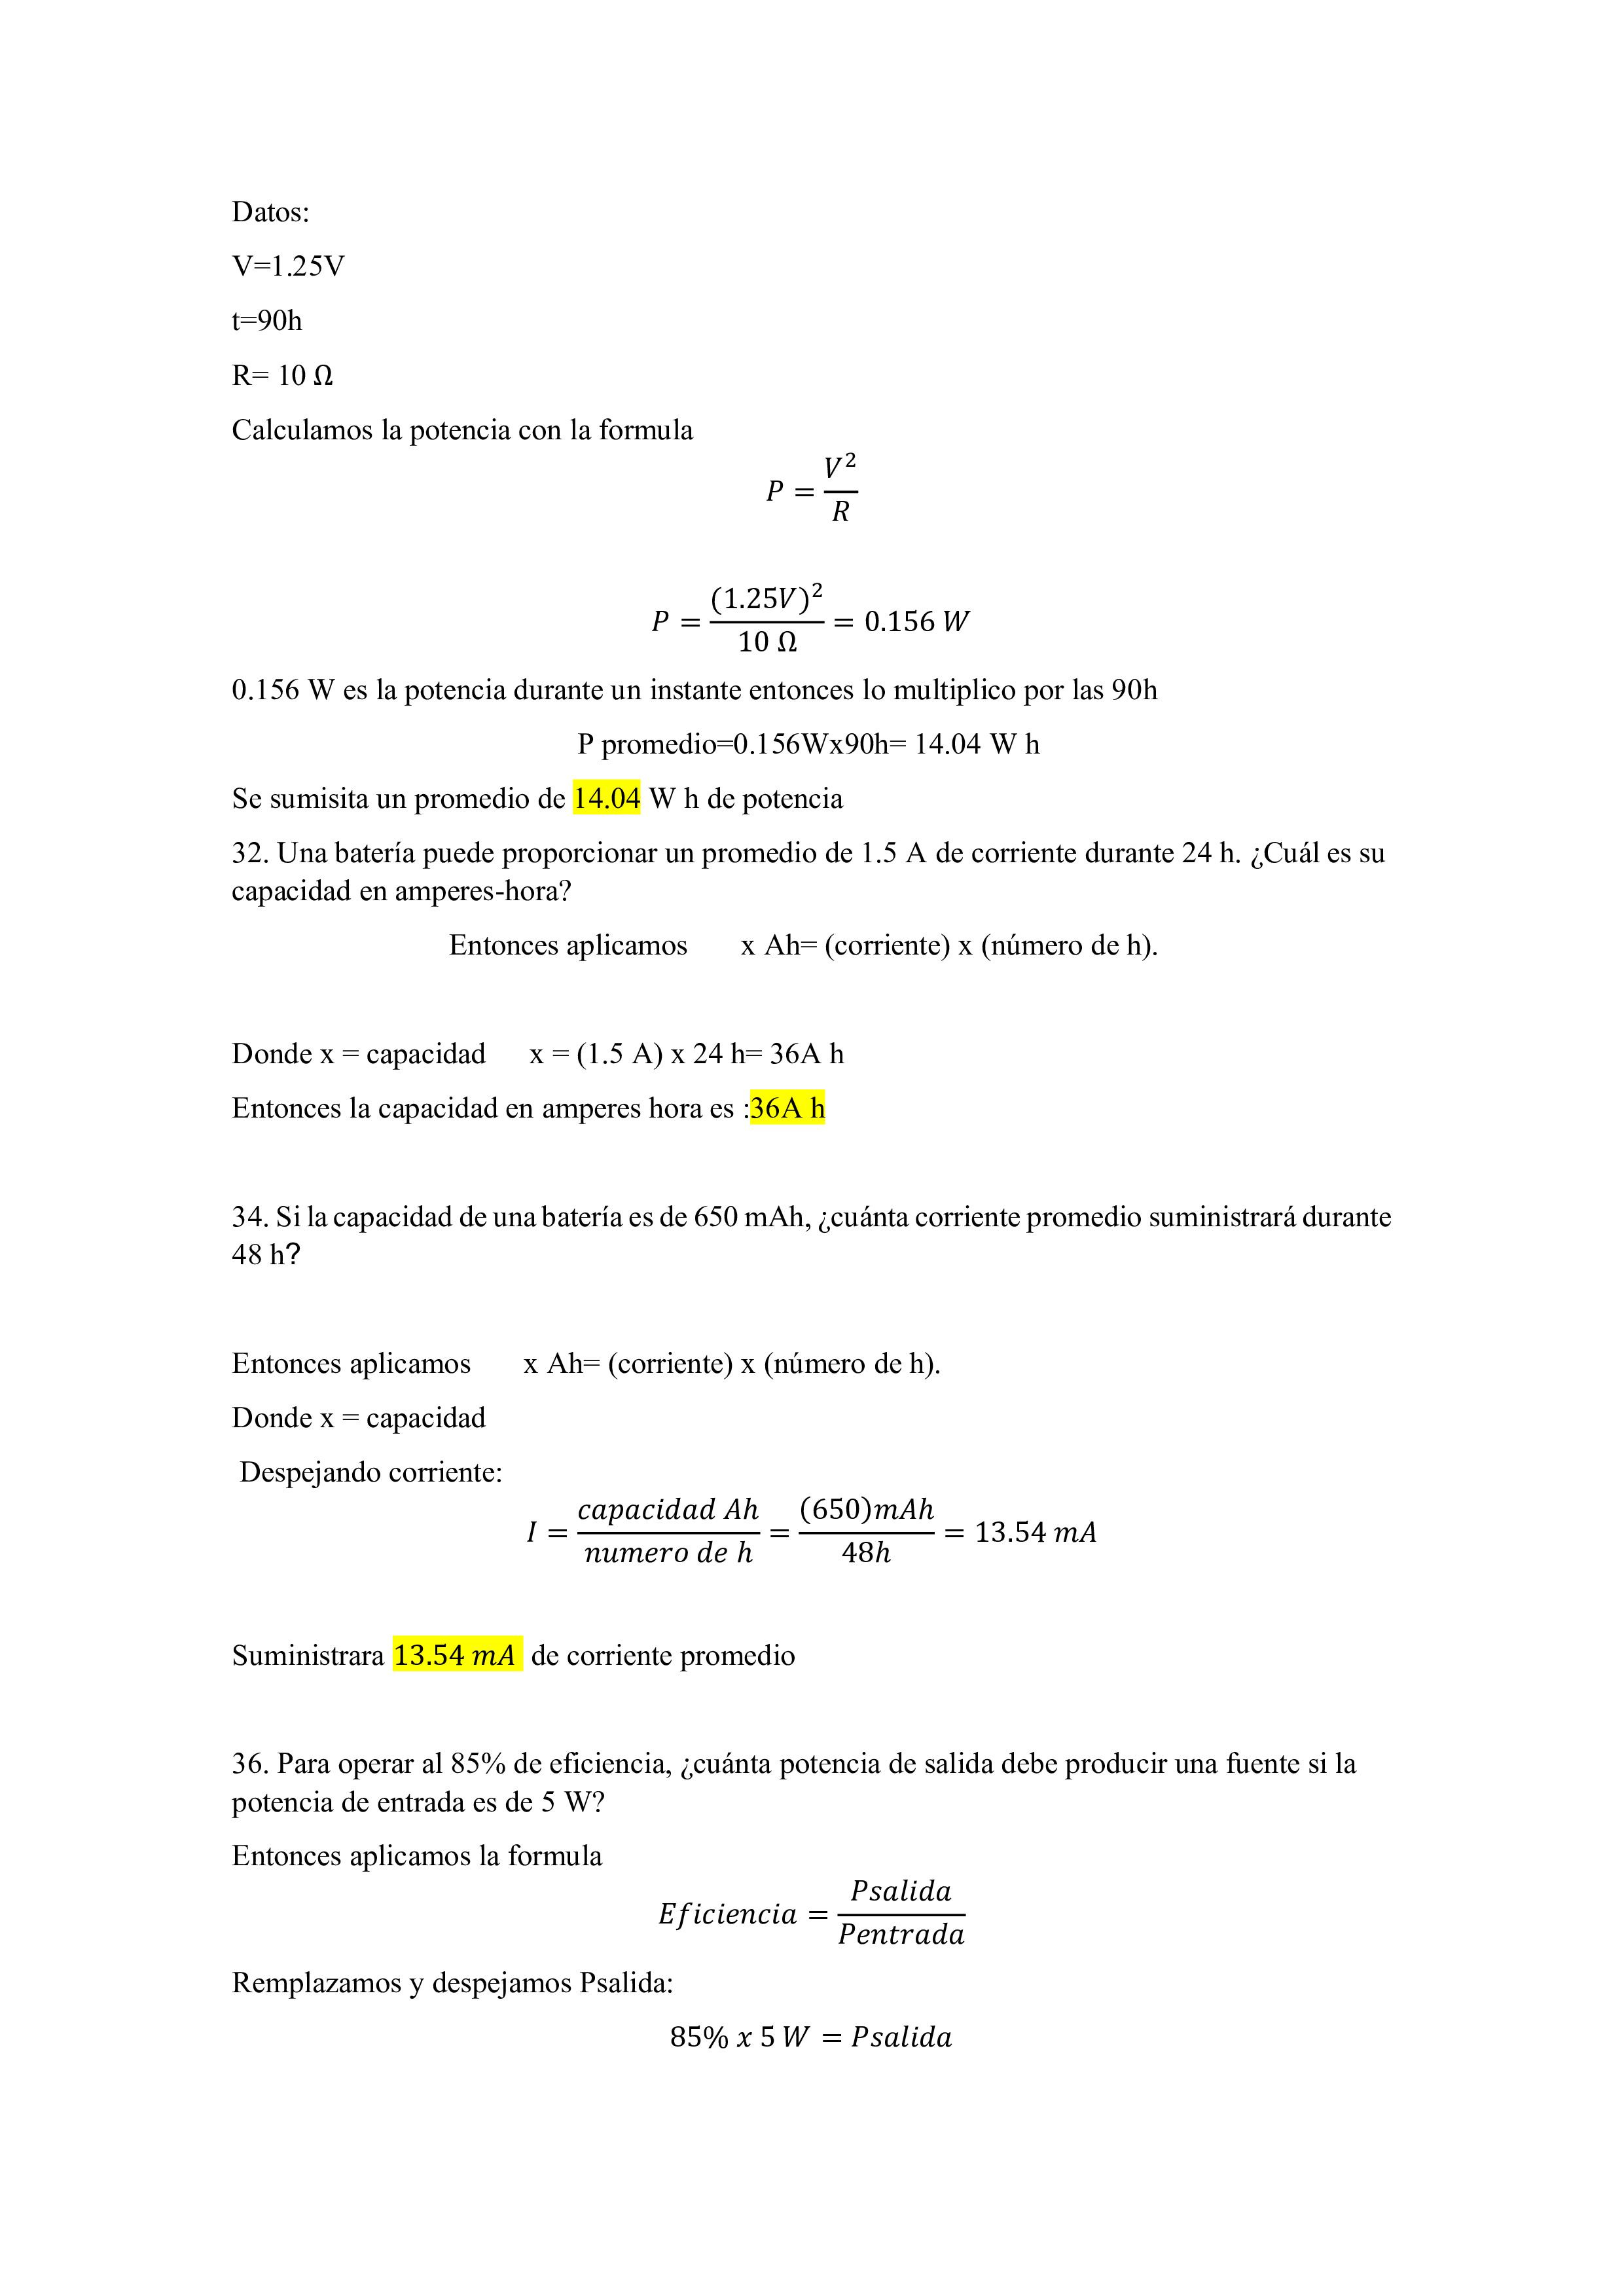 Datos:
V=1.25V
t=90h
R= 10 Ω
Calculamos la potencia con la formula
P = V²/R
P = (1.25V)²/10 Ω = 0.156 W
0.156 W es la potencia durante un instante entonces lo multiplico por las 90h
P promedio=0.156Wx90h= 14.04 W h
Se sumisita un promedio de 14.04 W h de potencia
32. Una batería puede proporcionar un promedio de 1.5 A de corriente durante 24 h. ¿Cuál es su
capacidad en amperes-hora?
Entonces aplicamos x Ah= (corriente) x (número de h).
Donde x = capacidad x = (1.5 A) x 24 h= 36A h
Entonces la capacidad en amperes hora es :36A h
34. Si la capacidad de una batería es de 650 mAh, ¿cuánta corriente promedio suministrará durante
48 h?
Entonces aplicamos x Ah= (corriente) x (número de h).
Donde x = capacidad
Despejando corriente:
I = capacidad Ah/numero de h = (650)mAh/48h = 13.54 mA
Suministrara 13.54 mA de corriente promedio
36. Para operar al 85% de eficiencia, ¿cuánta potencia de salida debe producir una fuente si la
potencia de entrada es de 5 W?
Entonces aplicamos la formula
Eficiencia = Psalida/Pentrada
Remplazamos y despejamos Psalida:
85% x 5 W = Psalida